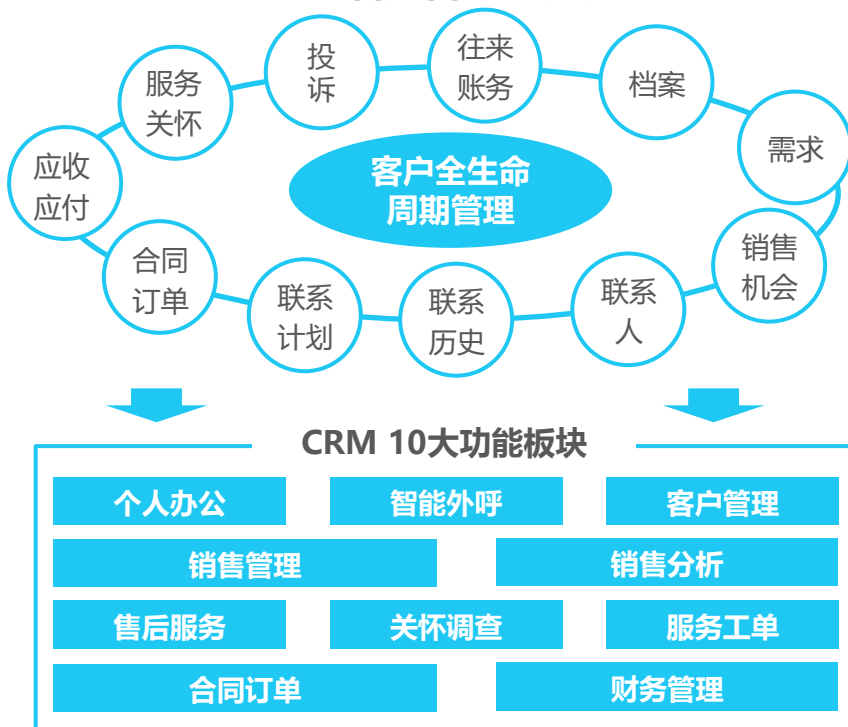 投
诉
往来
账务
服务
关怀
档案
需求
应收
应付
客户全生命
周期管理
合同
订单
销售
机会
联系
计划
联系
历史
联系
人
CRM 10大功能板块
个人办公
智能外呼
客户管理
销售管理
销售分析
售后服务
关怀调查
服务工单
合同订单
财务管理